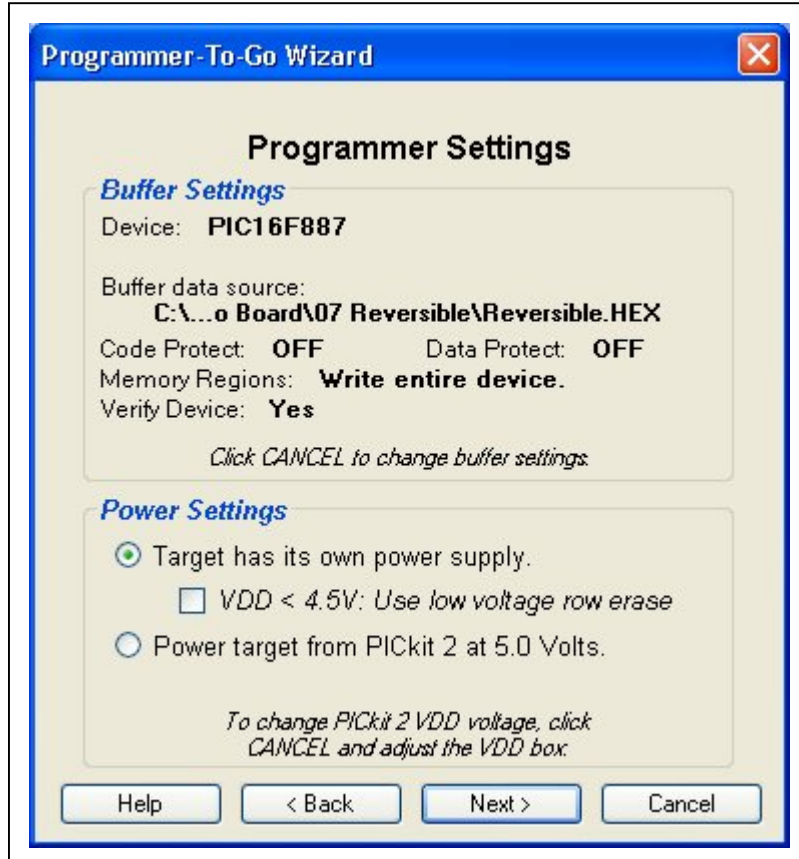 Programmer-To-Go Wizard
Programmer Settings
Buffer Settings
Device: PIC16F887
Buffer data source:
C:\...o Board\07 Reversible\Reversible.HEX
Code Protect: OFF Data Protect: OFF
Memory Regions: Write entire device.
Verify Device: Yes
Click CANCEL to change buffer settings.
Power Settings
Target has its own power supply.
VDD < 4.5V: Use low voltage row erase
Power target from PICkit 2 at 5.0 Volts.
To change PICkit 2 VDD voltage, click
CANCEL and adjust the VDD box.
Help < Back Next > Cancel